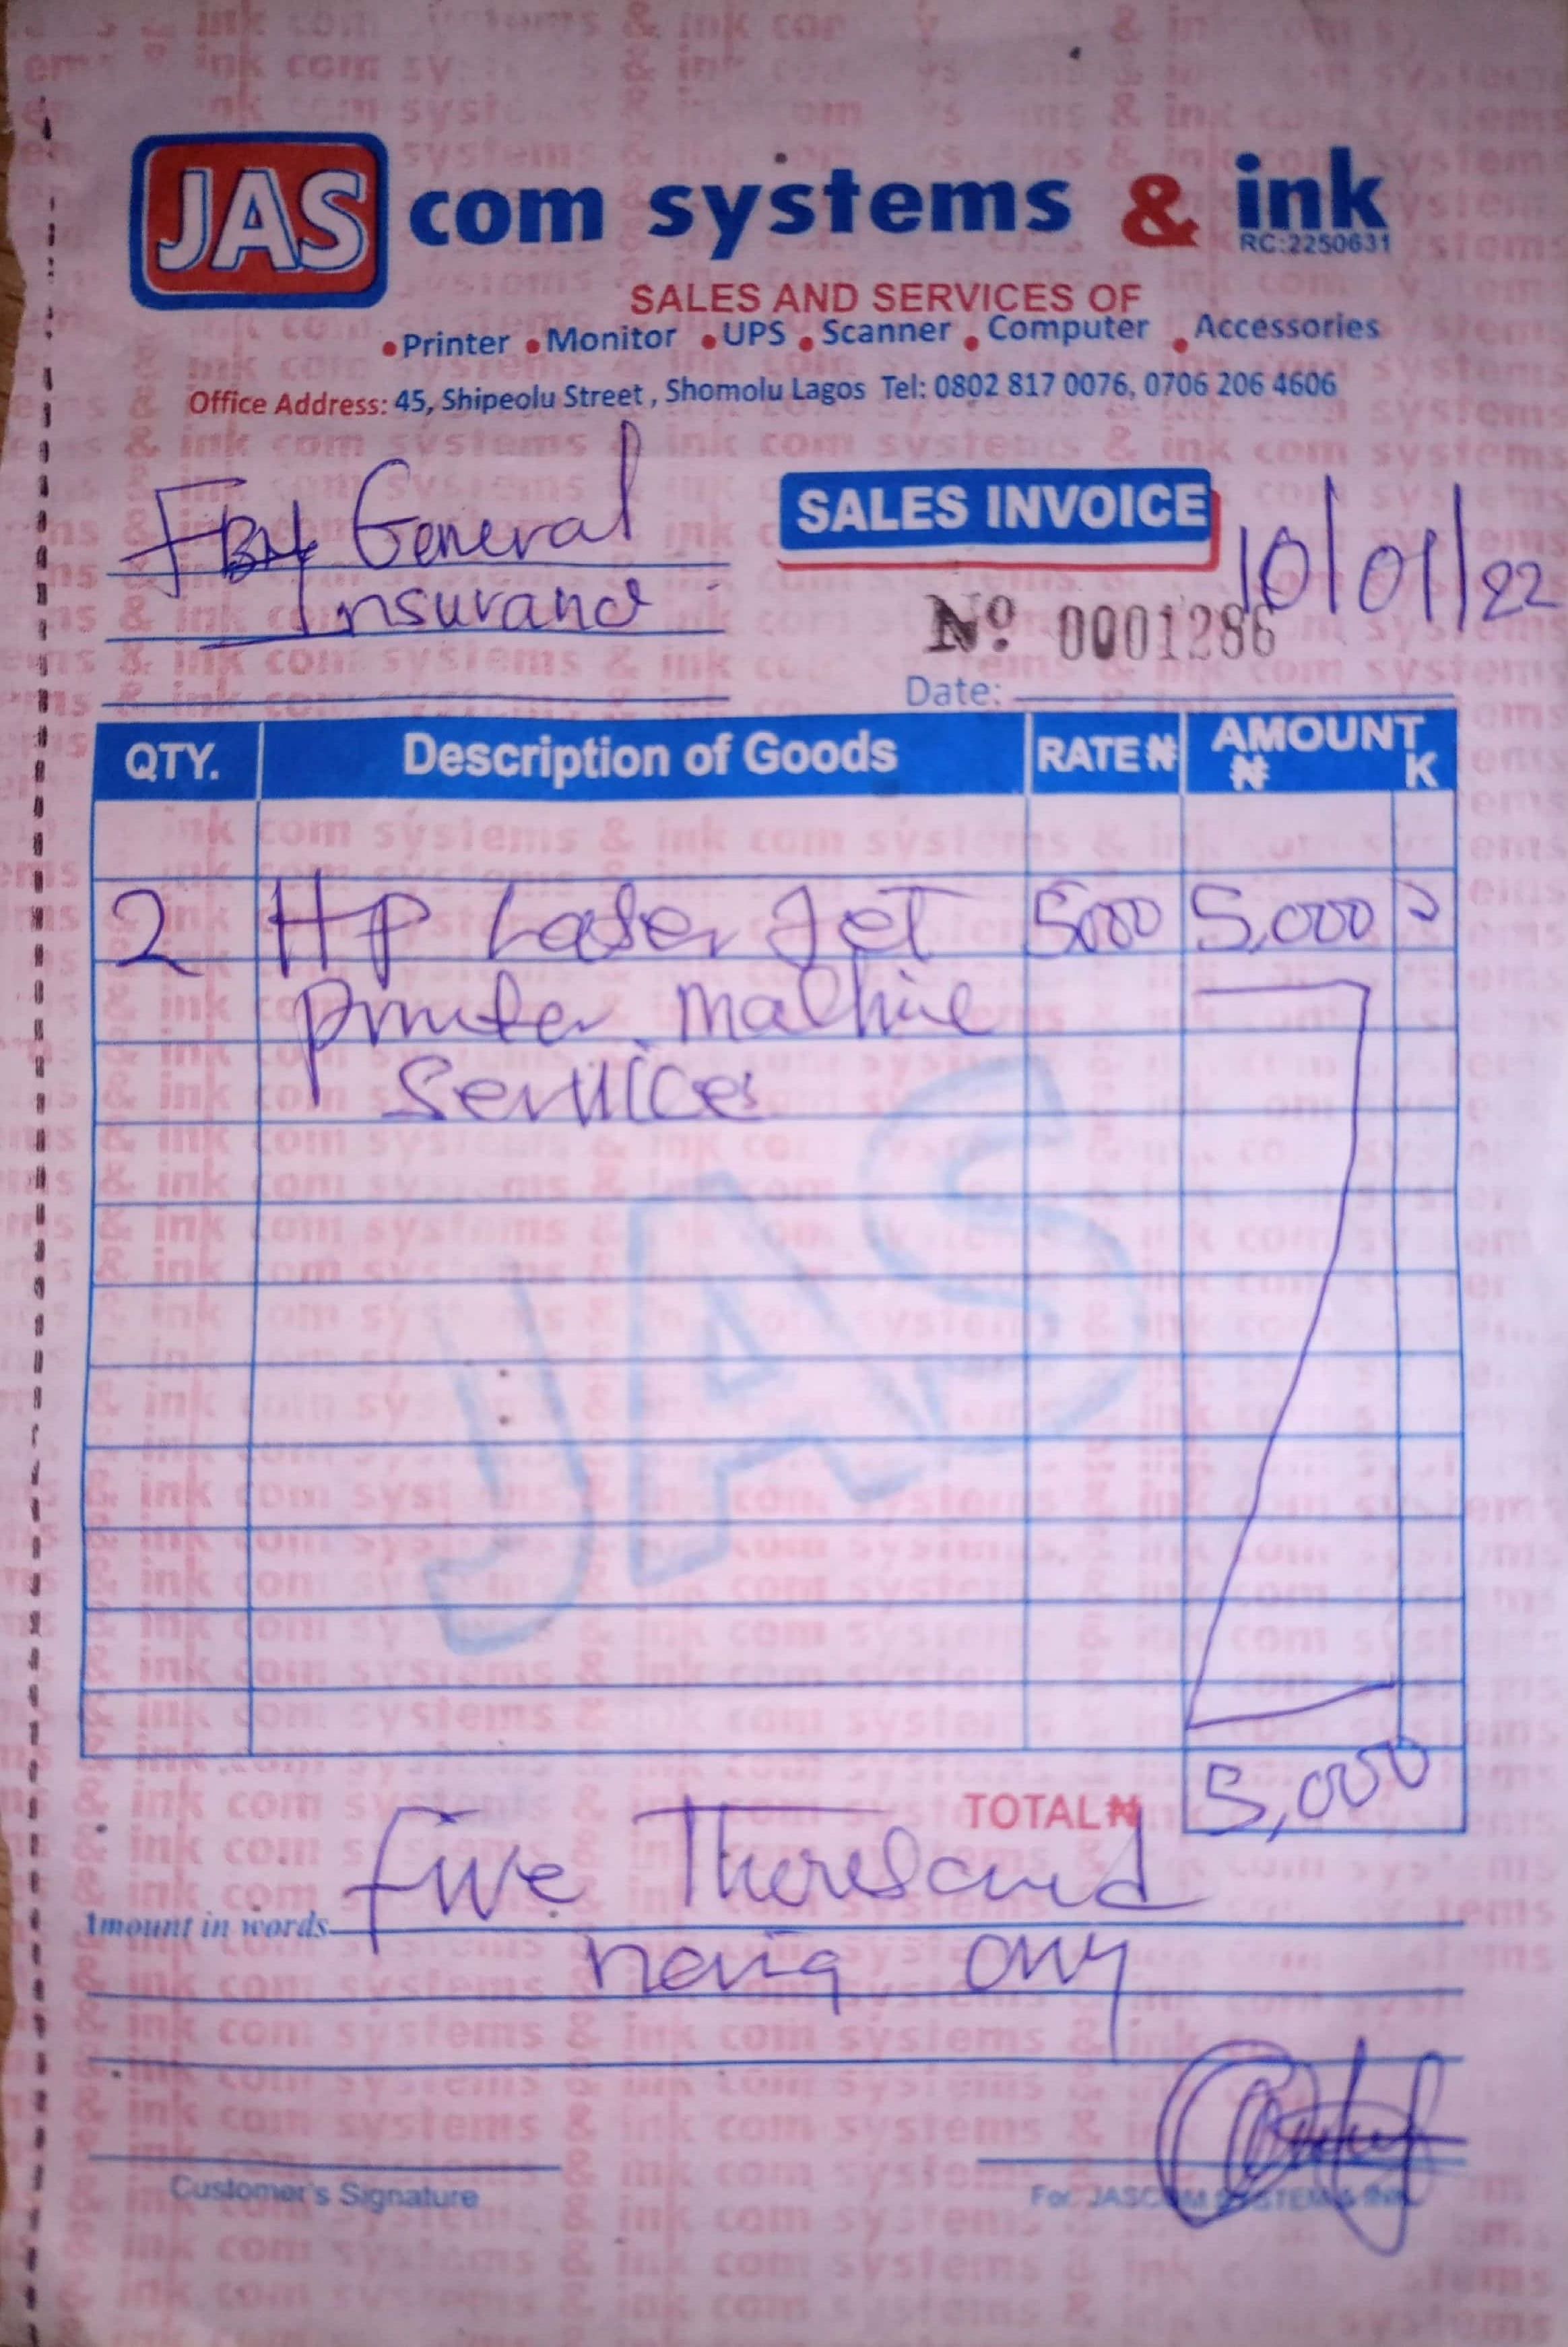 JAS com systems & ink
RC:2250631
SALES AND SERVICES OF
•Printer •Monitor •UPS •Scanner •Computer •Accessories
Office Address: 45, Shipeolu Street, Shomolu Lagos Tel: 0802 817 0076, 0706 206 4606
FBN General
Insurance
SALES INVOICE
10/01/22
Nº 0001286
Date:
QTY. Description of Goods RATE ₦ AMOUNT ₦ K
2 HP LaserJet 5000 5,000
printer machine
Services
JAS
TOTAL ₦ 5,000
Amount in words Five Thousand
naira only
Customer's Signature
For: JASCOM SYSTEM & INK